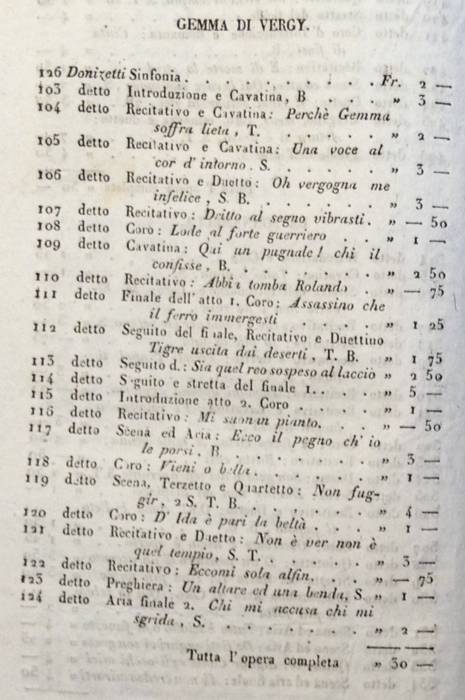 GEMMA DI VERGY.
126 Donizetti Sinfonia . . . . . . . . . Fr. 2 —
103 detto Introduzione e Cavatina, B . . . » 3 —
104 detto Recitativo e Cavatina: Perchè Gemma
soffra lieta, T. . . . . . . » 2 —
105 detto Recitativo e Cavatina: Una voce al
cor d'intorno. S. . . . . . . » 3 —
106 detto Recitativo e Duetto: Oh vergogna me
infelice, S. B. . . . . . . » 3 —
107 detto Recitativo: Dritto al segno vibrasti. » — 50
108 detto Coro: Lode al forte guerriero . . . » 1 —
109 detto Cavatina: Qui un pugnale! chi il
confisse, B. . . . . . . . » 2 50
110 detto Recitativo: Abbia tomba Rolando . » — 75
111 detto Finale dell'atto 1. Coro: Assassino che
il ferro immergesti . . . . » 1 25
112 detto Seguito del finale, Recitativo e Duettino
Tigre uscita dai deserti, T. B. » 1 75
113 detto Seguito d.: Sia quel reo sospeso al laccio » 2 50
114 detto Seguito e stretta del finale 1. . . . » 5 —
115 detto Introduzione atto 2. Coro . . . . » 1 —
116 detto Recitativo: Mi suonan pianto. . . » — 50
117 detto Scena ed Aria: Ecco il pegno ch'io
le porsi, B. . . . . . . . » 3 —
118 detto Coro: Vieni o bella. . . . . . . » 1 —
119 detto Scena, Terzetto e Quartetto: Non fug-
gir, 2 S. T. B. . . . . . . » 4 —
120 detto Coro: D'Ida è pari la beltà . . . . » 1 —
121 detto Recitativo e Duetto: Non è ver non è
quel tempio, S. T. . . . . . » 3 —
122 detto Recitativo: Eccomi sola alfin. . . . » — 75
123 detto Preghiera: Un altare ed una benda, S. » 1 —
124 detto Aria finale 2. Chi mi accusa chi mi
sgrida, S. . . . . . . . . » 2 —
Tutta l'opera completa » 30 —